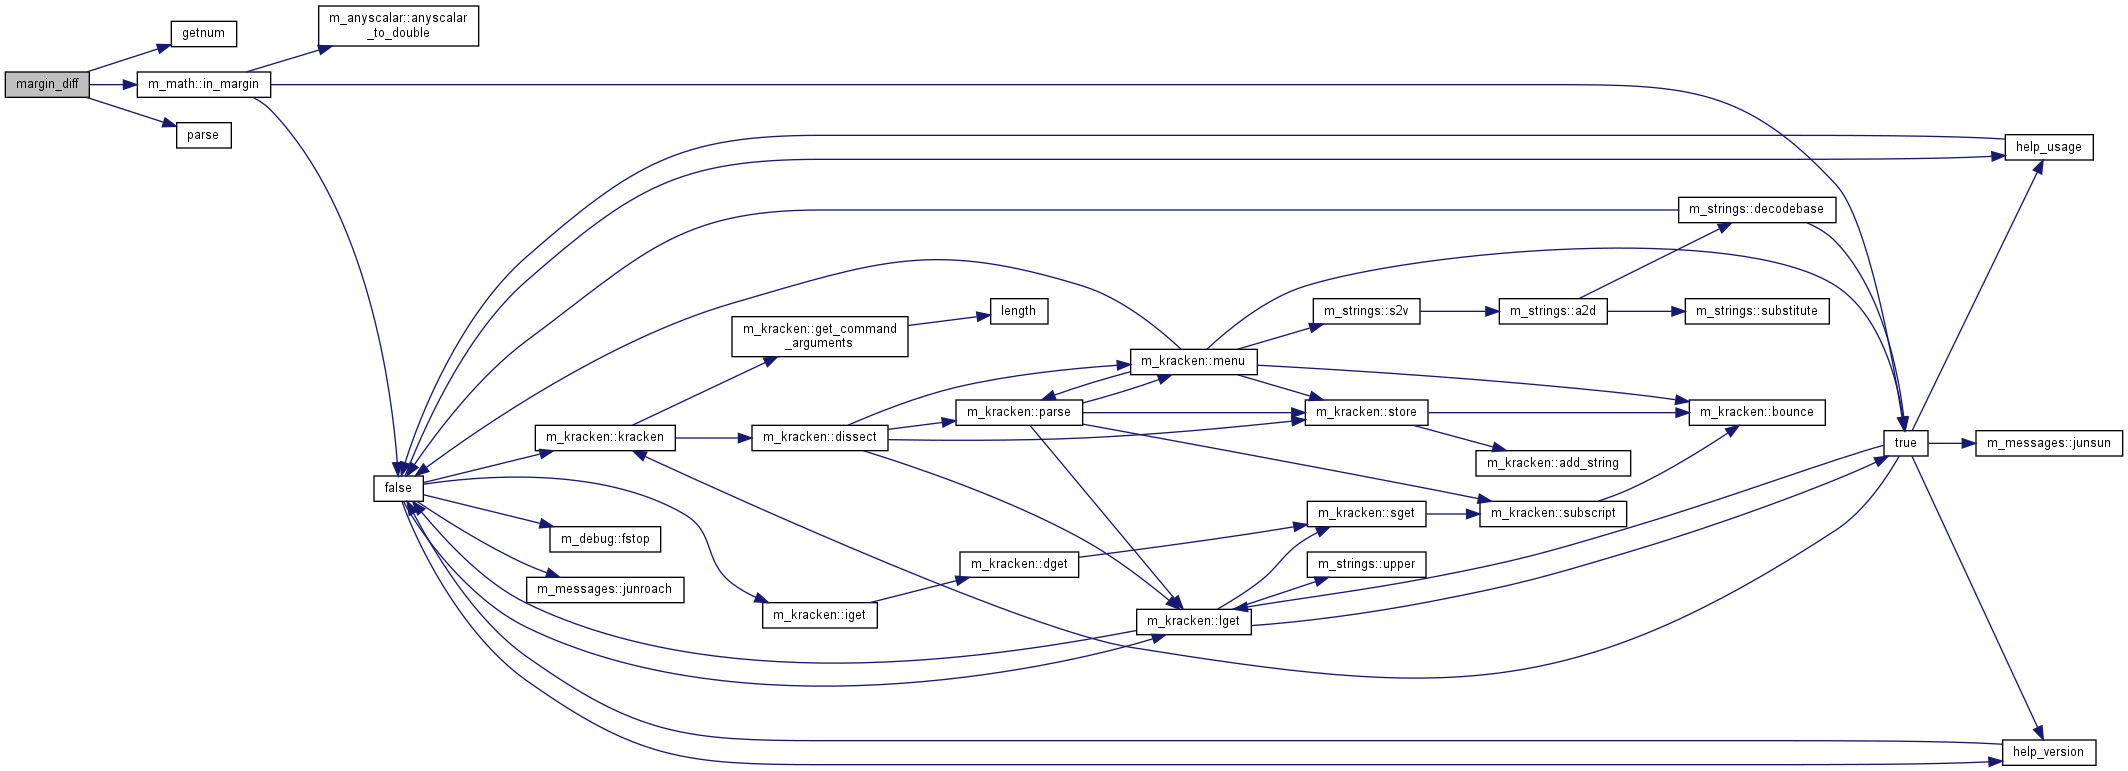 m_anyscalar::anyscalar
_to_double
getnum
margin_diff
m_math::in_margin
parse
help_usage
m_strings::decodebase
length
m_strings::s2v
m_strings::a2d
m_strings::substitute
m_kracken::get_command
_arguments
m_kracken::menu
m_kracken::parse
m_kracken::store
m_kracken::bounce
m_kracken::kracken
m_kracken::dissect
true
m_messages::junsun
m_kracken::add_string
false
m_kracken::sget
m_kracken::subscript
m_debug::fstop
m_kracken::dget
m_strings::upper
m_messages::junroach
m_kracken::iget
m_kracken::lget
help_version